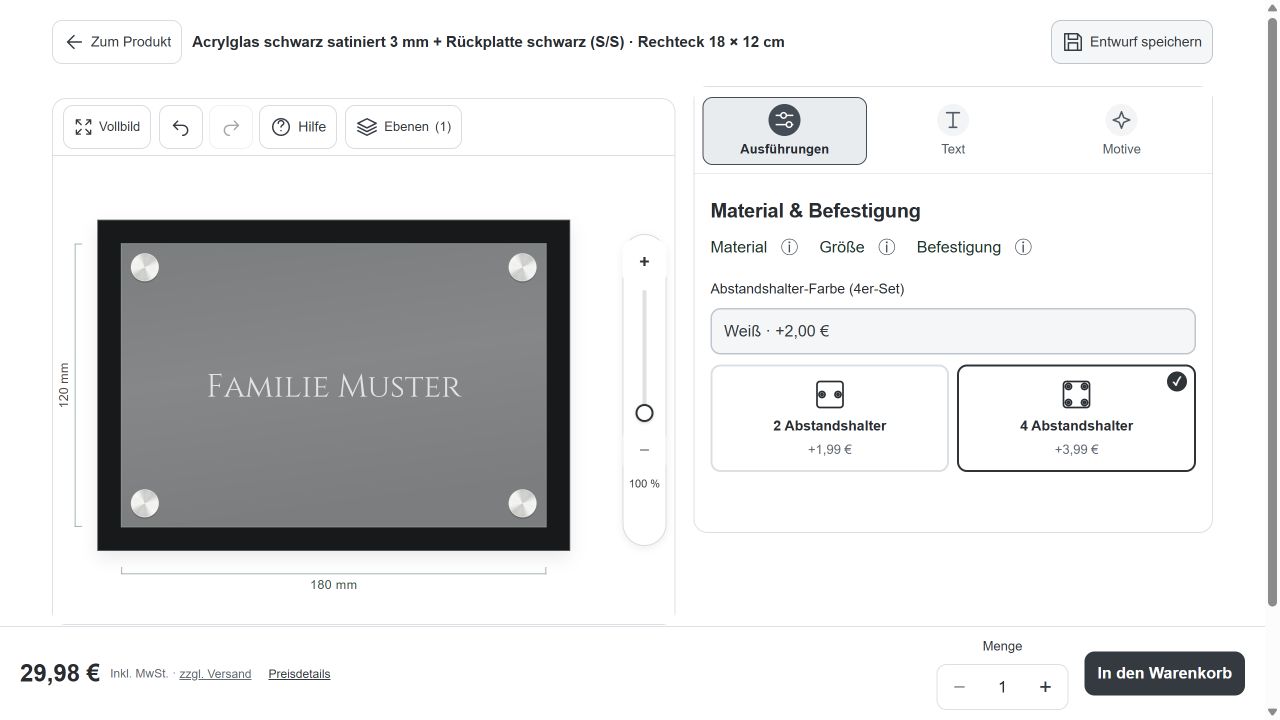 Zum Produkt
Acrylglas schwarz satiniert 3 mm + Rückplatte schwarz (S/S) · Rechteck 18 × 12 cm
Entwurf speichern
Vollbild
Hilfe
Ebenen (1)
Ausführungen
Text
Motive
120 mm
Familie Muster
180 mm
+
−
100 %
Material & Befestigung
Material ⓘ Größe ⓘ Befestigung ⓘ
Abstandshalter-Farbe (4er-Set)
Weiß · +2,00 €
2 Abstandshalter
+1,99 €
4 Abstandshalter
+3,99 €
29,98 € Inkl. MwSt. · zzgl. Versand Preisdetails
Menge
− 1 +
In den Warenkorb